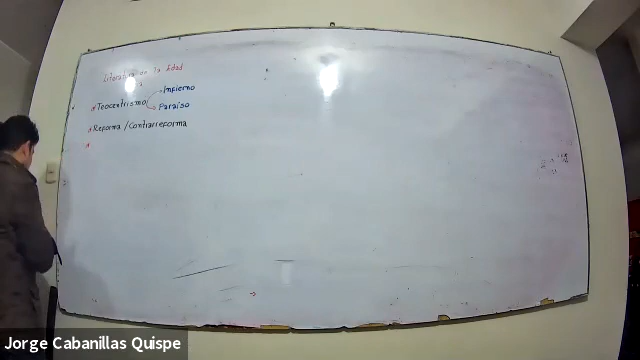 Literatura en la Edad
* Teocentrismo
Infierno
Paraíso
* Reforma / Contrarreforma
*
Jorge Cabanillas Quispe